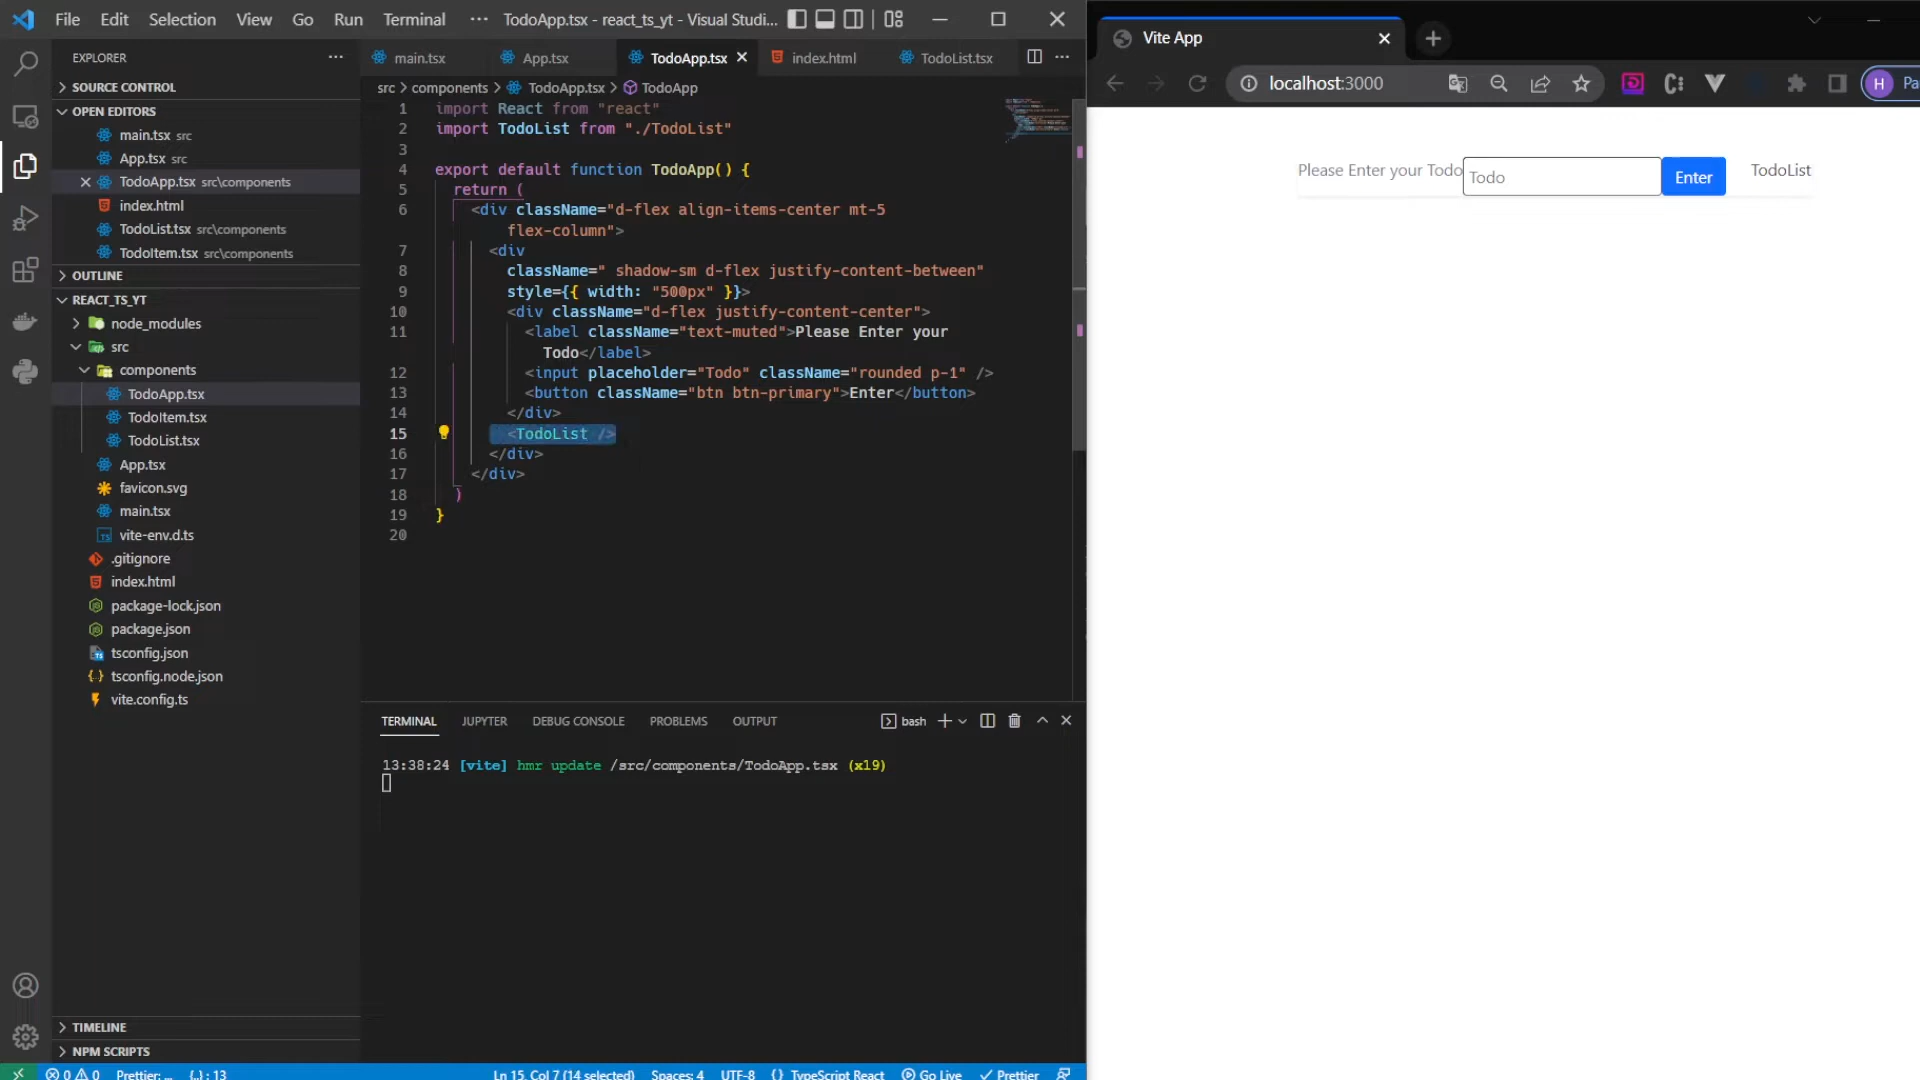 File Edit Selection View Go Run Terminal ··· TodoApp.tsx - react_ts_yt - Visual Studi...
EXPLORER ···
SOURCE CONTROL
OPEN EDITORS
main.tsx src
App.tsx src
TodoApp.tsx src\components
index.html
TodoList.tsx src\components
TodoItem.tsx src\components
OUTLINE
REACT_TS_YT
node_modules
src
components
TodoApp.tsx
TodoItem.tsx
TodoList.tsx
App.tsx
favicon.svg
main.tsx
vite-env.d.ts
.gitignore
index.html
package-lock.json
package.json
tsconfig.json
tsconfig.node.json
vite.config.ts
TIMELINE
NPM SCRIPTS
main.tsx App.tsx TodoApp.tsx index.html TodoList.tsx ···
src > components > TodoApp.tsx > TodoApp
1 import React from "react"
2 import TodoList from "./TodoList"
3
4 export default function TodoApp() {
5 return (
6 <div className="d-flex align-items-center mt-5
flex-column">
7 <div
8 className=" shadow-sm d-flex justify-content-between"
9 style={{ width: "500px" }}>
10 <div className="d-flex justify-content-center">
11 <label className="text-muted">Please Enter your
Todo</label>
12 <input placeholder="Todo" className="rounded p-1" />
13 <button className="btn btn-primary">Enter</button>
14 </div>
15 <TodoList />
16 </div>
17 </div>
18 )
19 }
20
TERMINAL JUPYTER DEBUG CONSOLE PROBLEMS OUTPUT bash
13:38:24 [vite] hmr update /src/components/TodoApp.tsx (x19)
0 0 Prettier: ... {..} : 13 Ln 15, Col 7 (14 selected) Spaces: 4 UTF-8 {} TypeScript React Go Live Prettier
Vite App
localhost:3000
H Pa
Please Enter your Todo Todo Enter TodoList